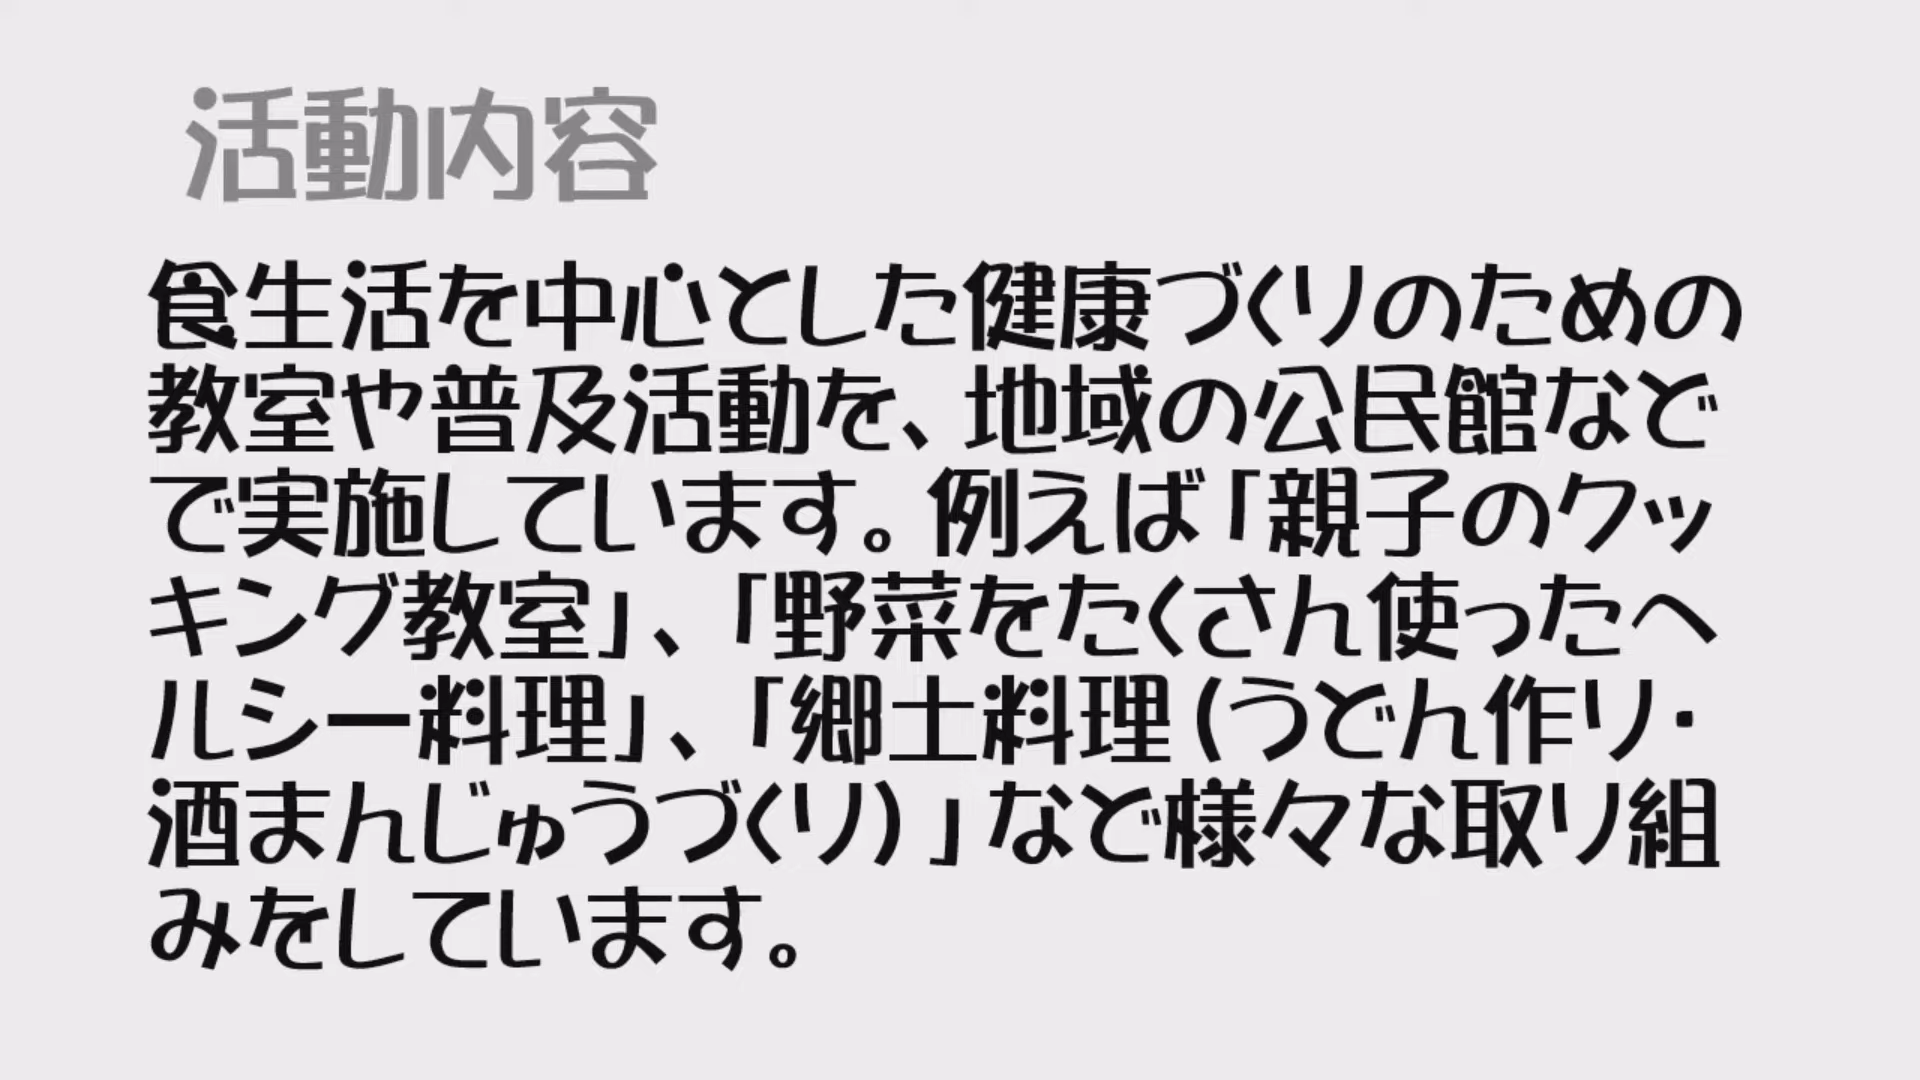 活動内容
食生活を中心とした健康づくりのための
教室や普及活動を、地域の公民館など
で実施しています。例えば「親子のクッ
キング教室」、「野菜をたくさん使ったヘ
ルシー料理」、「郷土料理(うどん作り・
酒まんじゅうづくり)」など様々な取り組
みをしています。